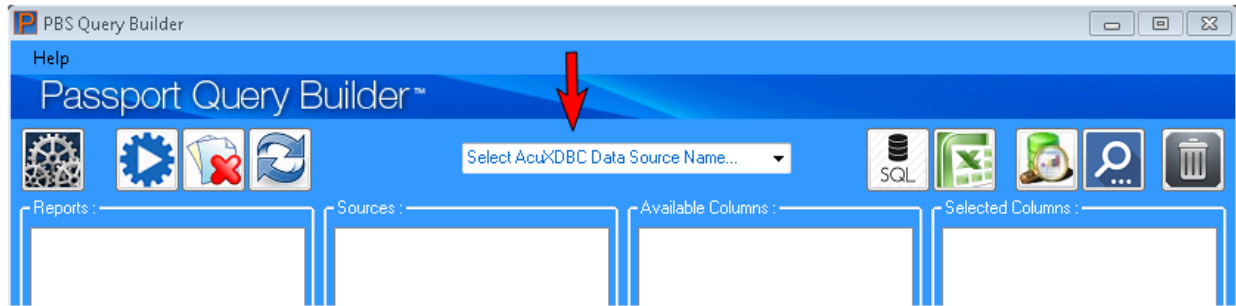 PBS Query Builder
Help
Passport Query Builder™
Select AcuXDBC Data Source Name...
SQL
Reports :
Sources :
Available Columns :
Selected Columns :